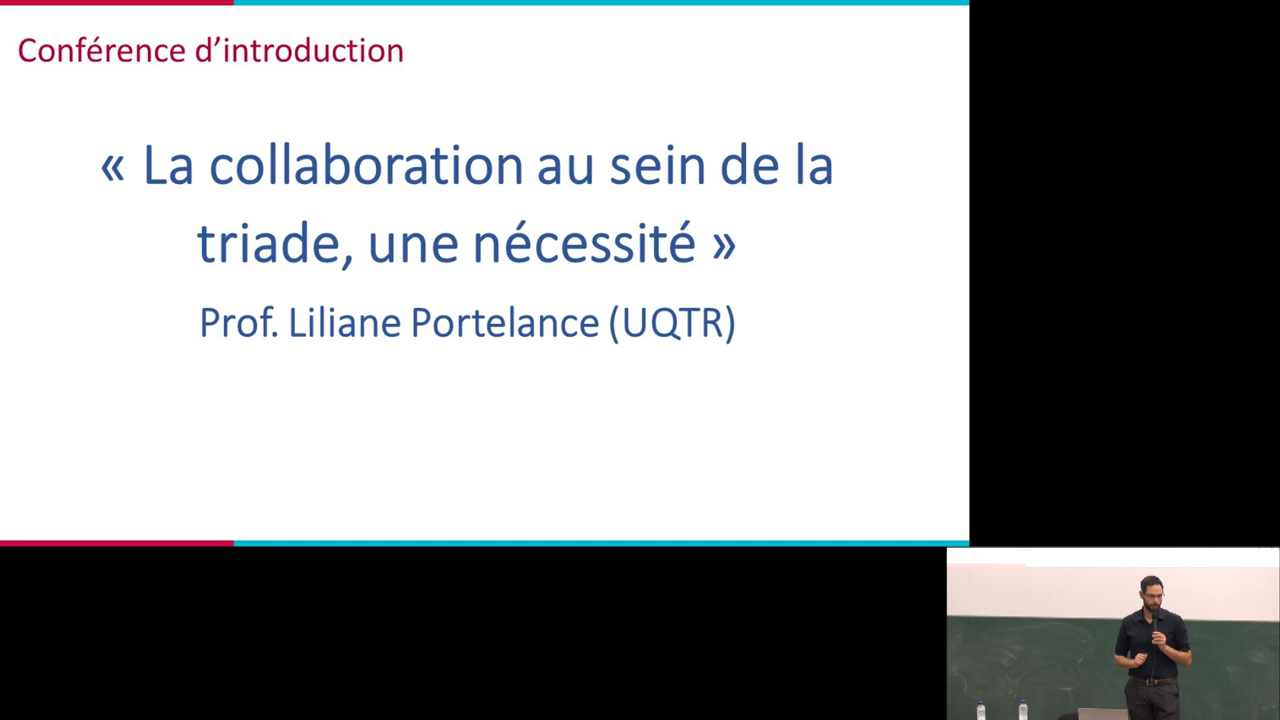 Conférence d’introduction
« La collaboration au sein de la
triade, une nécessité »
Prof. Liliane Portelance (UQTR)